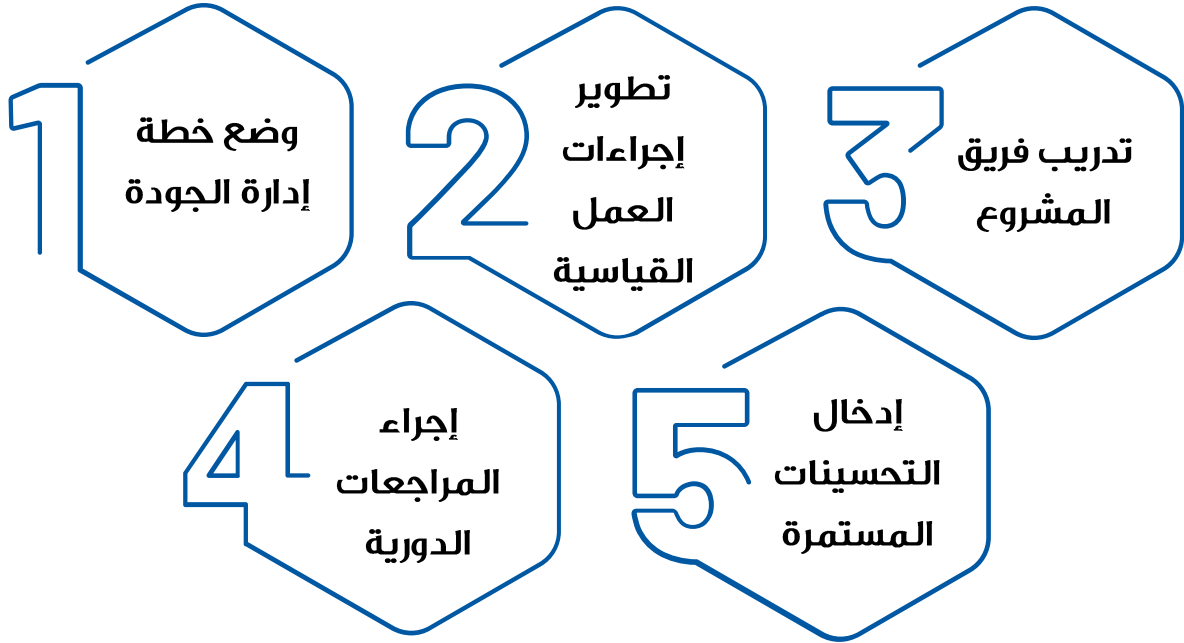 1
وضع خطة
إدارة الجودة
2
تطوير
إجراءات
العمل
القياسية
3
تدريب فريق
المشروع
4
إجراء
المراجعات
الدورية
5
إدخال
التحسينات
المستمرة